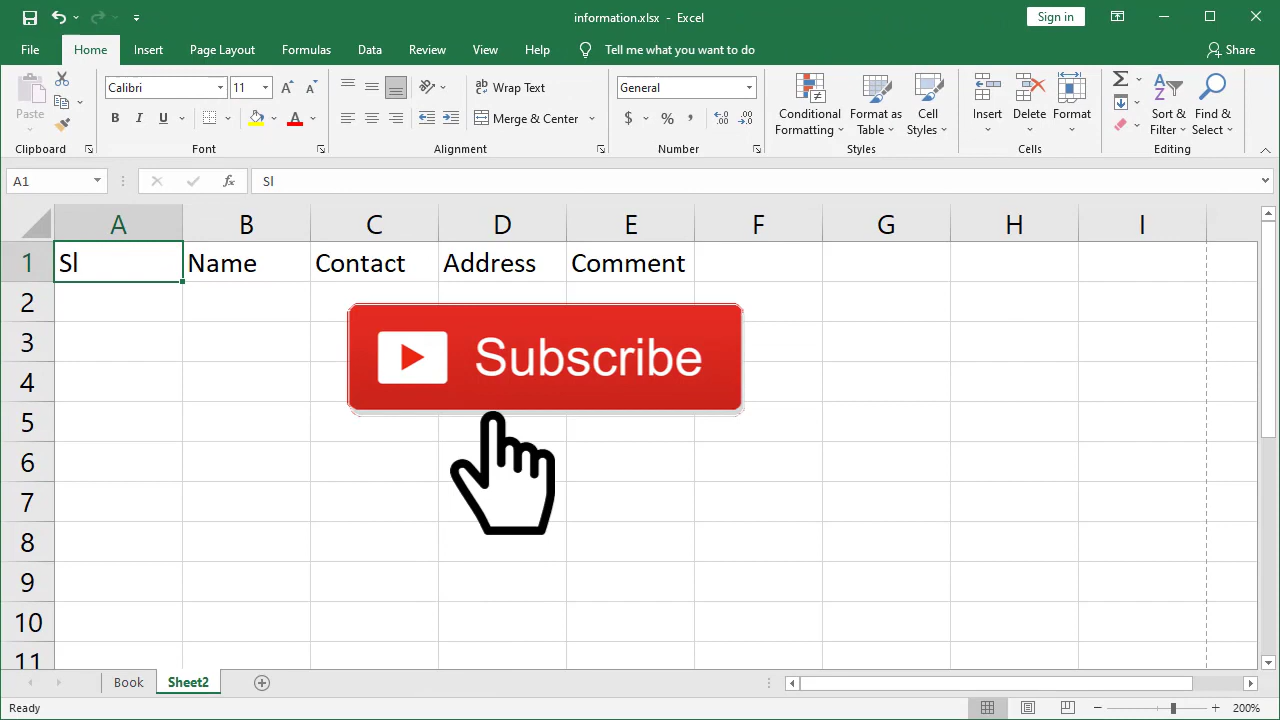 information.xlsx - Excel
Sign in
File Home Insert Page Layout Formulas Data Review View Help Tell me what you want to do Share
Paste
Clipboard
Calibri 11
B I U A
Font
Wrap Text
Merge & Center
Alignment
General
$ % ,
Number
Conditional Formatting
Format as Table
Cell Styles
Styles
Insert Delete Format
Cells
Sort & Filter
Find & Select
Editing
A1 fx Sl
A B C D E F G H I
1 Sl Name Contact Address Comment
2
3
Subscribe
4
5
6
7
8
9
10
11
Book Sheet2
Ready 200%